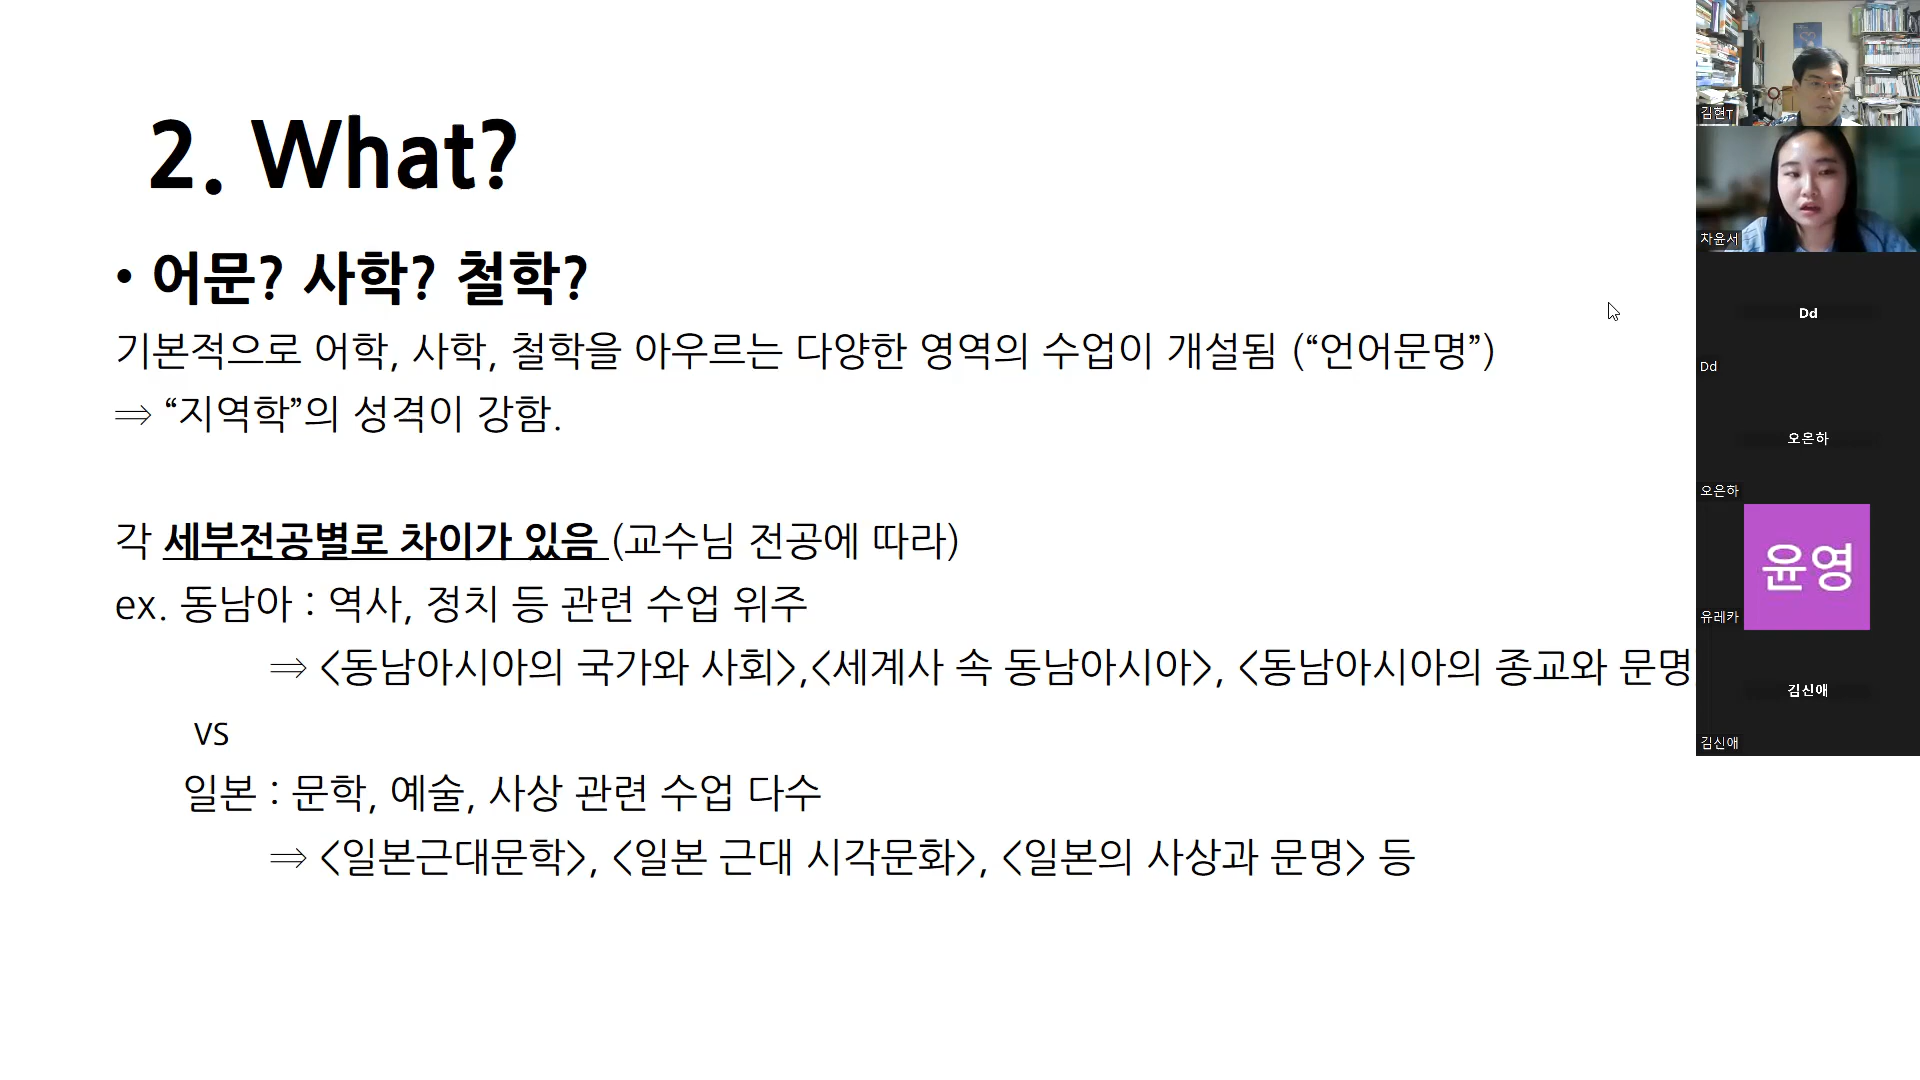 2. What?
• 어문? 사학? 철학?
기본적으로 어학, 사학, 철학을 아우르는 다양한 영역의 수업이 개설됨 (“언어문명”)
⇒ “지역학”의 성격이 강함.
각 세부전공별로 차이가 있음 (교수님 전공에 따라)
ex. 동남아 : 역사, 정치 등 관련 수업 위주
⇒ <동남아시아의 국가와 사회>,<세계사 속 동남아시아>, <동남아시아의 종교와 문명
VS
일본 : 문학, 예술, 사상 관련 수업 다수
⇒ <일본근대문학>, <일본 근대 시각문화>, <일본의 사상과 문명> 등
김현T
차윤서
Dd
Dd
오은하
오은하
윤영
유레카
김신애
김신애